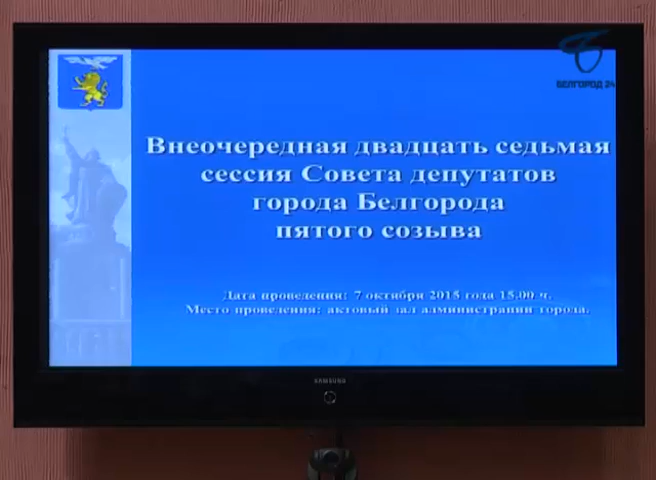 БЕЛГОРОД 24
Внеочередная двадцать седьмая
сессия Совета депутатов
города Белгорода
пятого созыва
Дата проведения: 7 октября 2015 года 15.00 ч.
Место проведения: актовый зал администрации города.
SAMSUNG